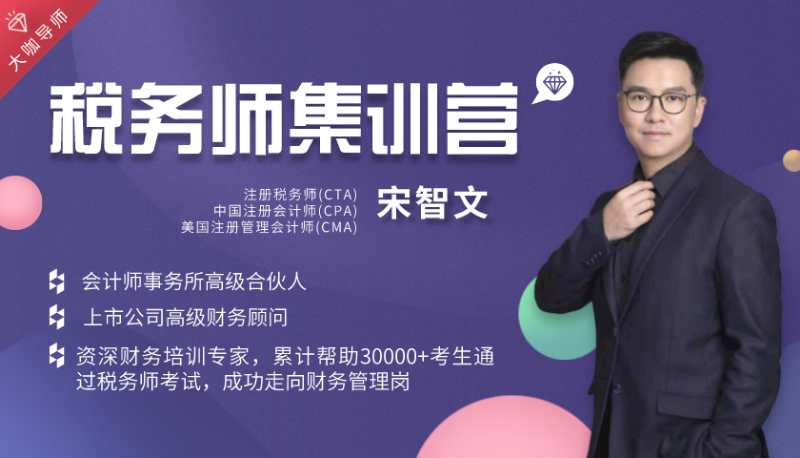 大咖导师
税务师集训营
注册税务师(CTA)
中国注册会计师(CPA)
美国注册管理会计师(CMA)
宋智文
会计师事务所高级合伙人
上市公司高级财务顾问
资深财务培训专家，累计帮助30000+考生通
过税务师考试，成功走向财务管理岗